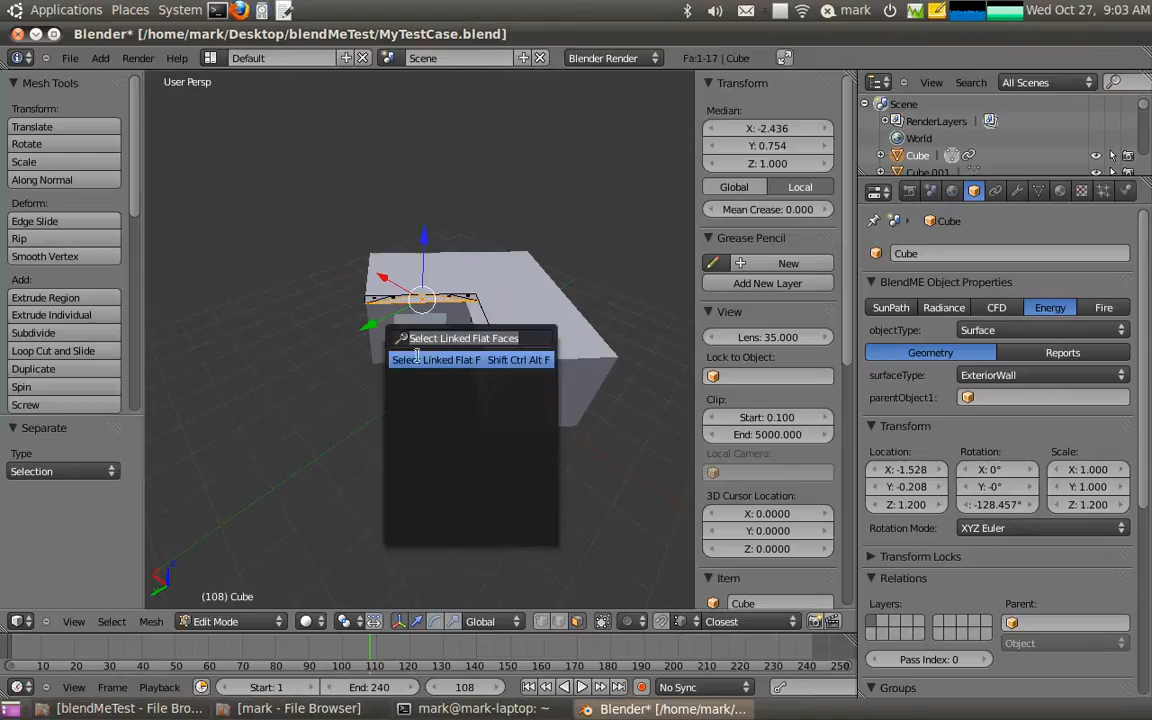 Applications Places System mark Wed Oct 27, 9:03 AM
Blender* [/home/mark/Desktop/blendMeTest/MyTestCase.blend]
File Add Render Help Default Scene Blender Render Fa:1-17 | Cube
Mesh Tools
Transform:
Translate
Rotate
Scale
Along Normal
Deform:
Edge Slide
Rip
Smooth Vertex
Add:
Extrude Region
Extrude Individual
Subdivide
Loop Cut and Slide
Duplicate
Spin
Screw
Separate
Type
Selection
User Persp
Select Linked Flat Faces
Select Linked Flat F Shift Ctrl Alt F
(108) Cube
Transform
Median:
X: -2.436
Y: 0.754
Z: 1.000
Global Local
Mean Crease: 0.000
Grease Pencil
New
Add New Layer
View
Lens: 35.000
Lock to Object:
Clip:
Start: 0.100
End: 5000.000
Local Camera:
3D Cursor Location:
X: 0.0000
Y: 0.0000
Z: 0.0000
Item
Cube
View Search All Scenes
Scene
RenderLayers
World
Cube
Cube.001
Cube
Cube
BlendME Object Properties
SunPath Radiance CFD Energy Fire
objectType: Surface
Geometry Reports
surfaceType: ExteriorWall
parentObject1:
Transform
Location: Rotation: Scale:
X: -1.528 X: 0° X: 1.000
Y: -0.208 Y: -0° Y: 1.000
Z: 1.200 : -128.457° Z: 1.200
Rotation Mode: XYZ Euler
Transform Locks
Relations
Layers: Parent:
Object
Pass Index: 0
Groups
View Select Mesh Edit Mode Global Closest
10 20 30 40 50 60 70 80 90 100 110 120 130 140 150 160 170 180 190 200 210 220 230 240 250
View Frame Playback Start: 1 End: 240 108 No Sync
[blendMeTest - File Bro... [mark - File Browser] mark@mark-laptop: ~ Blender* [/home/mark/...